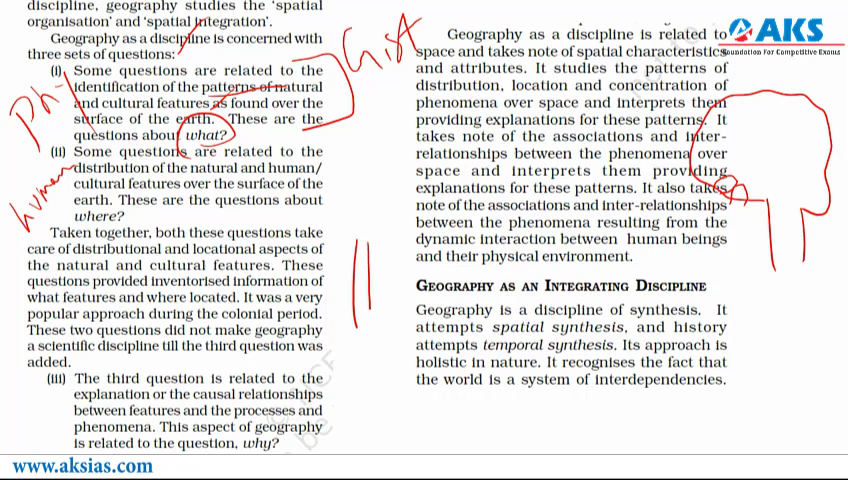 discipline, geography studies the ‘spatial
organisation’ and ‘spatial integration’.
Geography as a discipline is concerned with
three sets of questions:
(I) Some questions are related to the
identification of the patterns of natural
and cultural features as found over the
surface of the earth. These are the
questions about what?
(II) Some questions are related to the
distribution of the natural and human/
cultural features over the surface of the
earth. These are the questions about
where?
Taken together, both these questions take
care of distributional and locational aspects of
the natural and cultural features. These
questions provided inventorised information of
what features and where located. It was a very
popular approach during the colonial period.
These two questions did not make geography
a scientific discipline till the third question was
added.
(III) The third question is related to the
explanation or the causal relationships
between features and the processes and
phenomena. This aspect of geography
is related to the question, why?
Ph-
human
Geography as a discipline is related to
space and takes note of spatial characteristics
and attributes. It studies the patterns of
distribution, location and concentration of
phenomena over space and interprets them
providing explanations for these patterns. It
takes note of the associations and inter-
relationships between the phenomena over
space and interprets them providing
explanations for these patterns. It also takes
note of the associations and inter-relationships
between the phenomena resulting from the
dynamic interaction between human beings
and their physical environment.
GEOGRAPHY AS AN INTEGRATING DISCIPLINE
Geography is a discipline of synthesis. It
attempts spatial synthesis, and history
attempts temporal synthesis. Its approach is
holistic in nature. It recognises the fact that
the world is a system of interdependencies.
AKS
Foundation For Competitive Exams
www.aksias.com